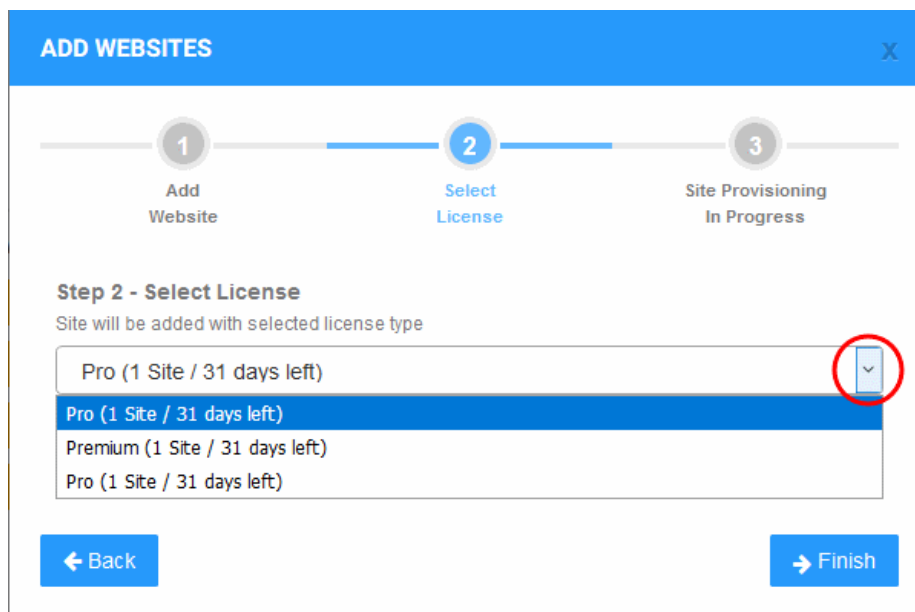 ADD WEBSITES
X
1
2
3
Add
Website
Select
License
Site Provisioning
In Progress
Step 2 - Select License
Site will be added with selected license type
Pro (1 Site / 31 days left)
Pro (1 Site / 31 days left)
Premium (1 Site / 31 days left)
Pro (1 Site / 31 days left)
Back
Finish